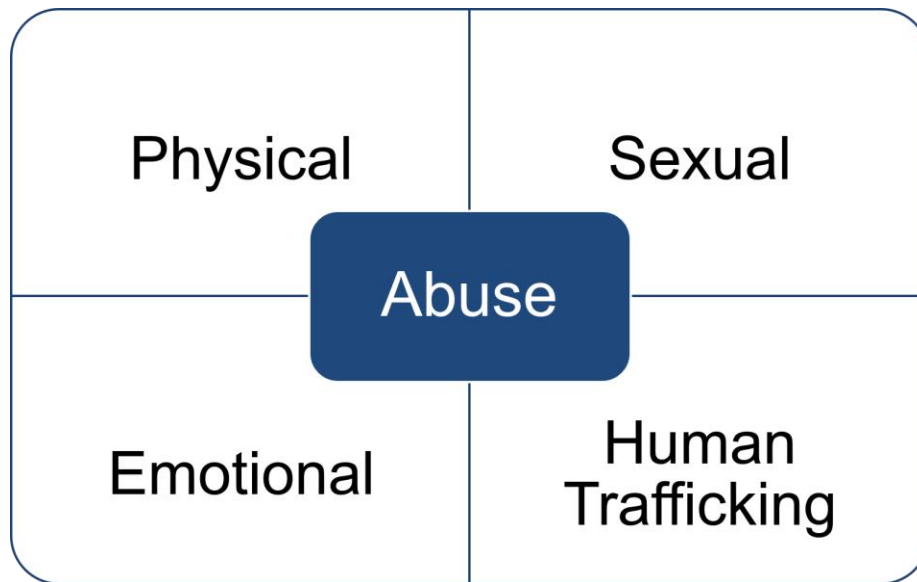 Physical
Sexual
Abuse
Emotional
Human
Trafficking